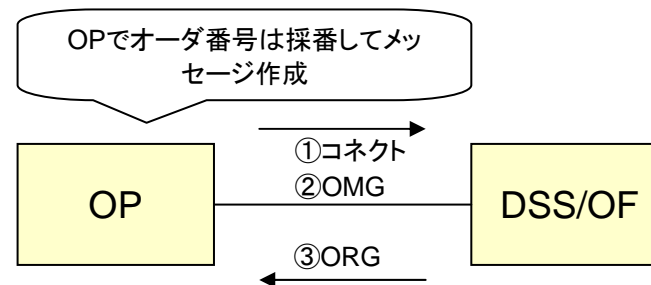 OPでオーダ番号は採番してメッ
セージ作成
①コネクト
②OMG
OP
DSS/OF
③ORG